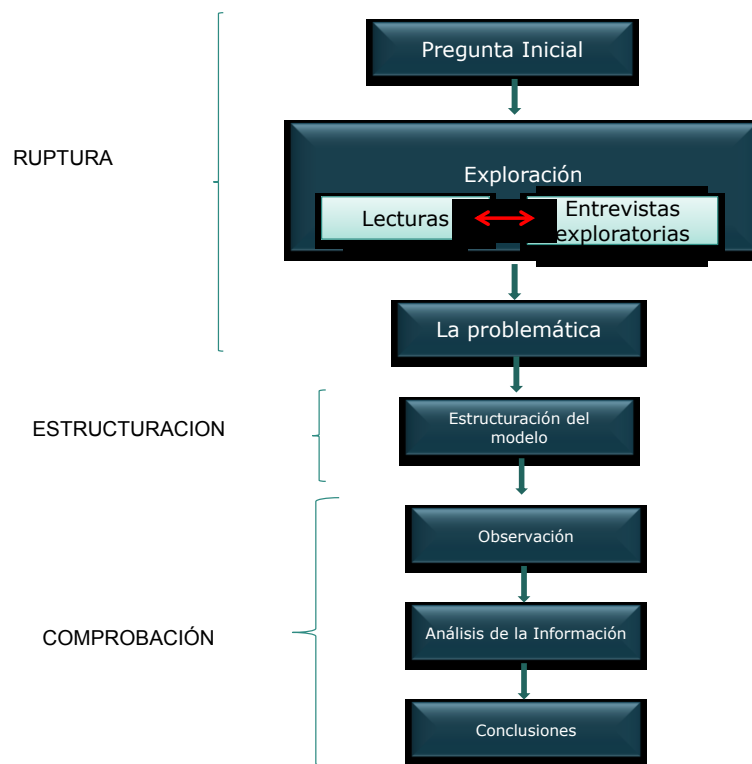 Pregunta Inicial
RUPTURA
Exploración
Lecturas
Entrevistas
exploratorias
La problemática
ESTRUCTURACION
Estructuración del
modelo
Observación
COMPROBACIÓN
Análisis de la Información
Conclusiones